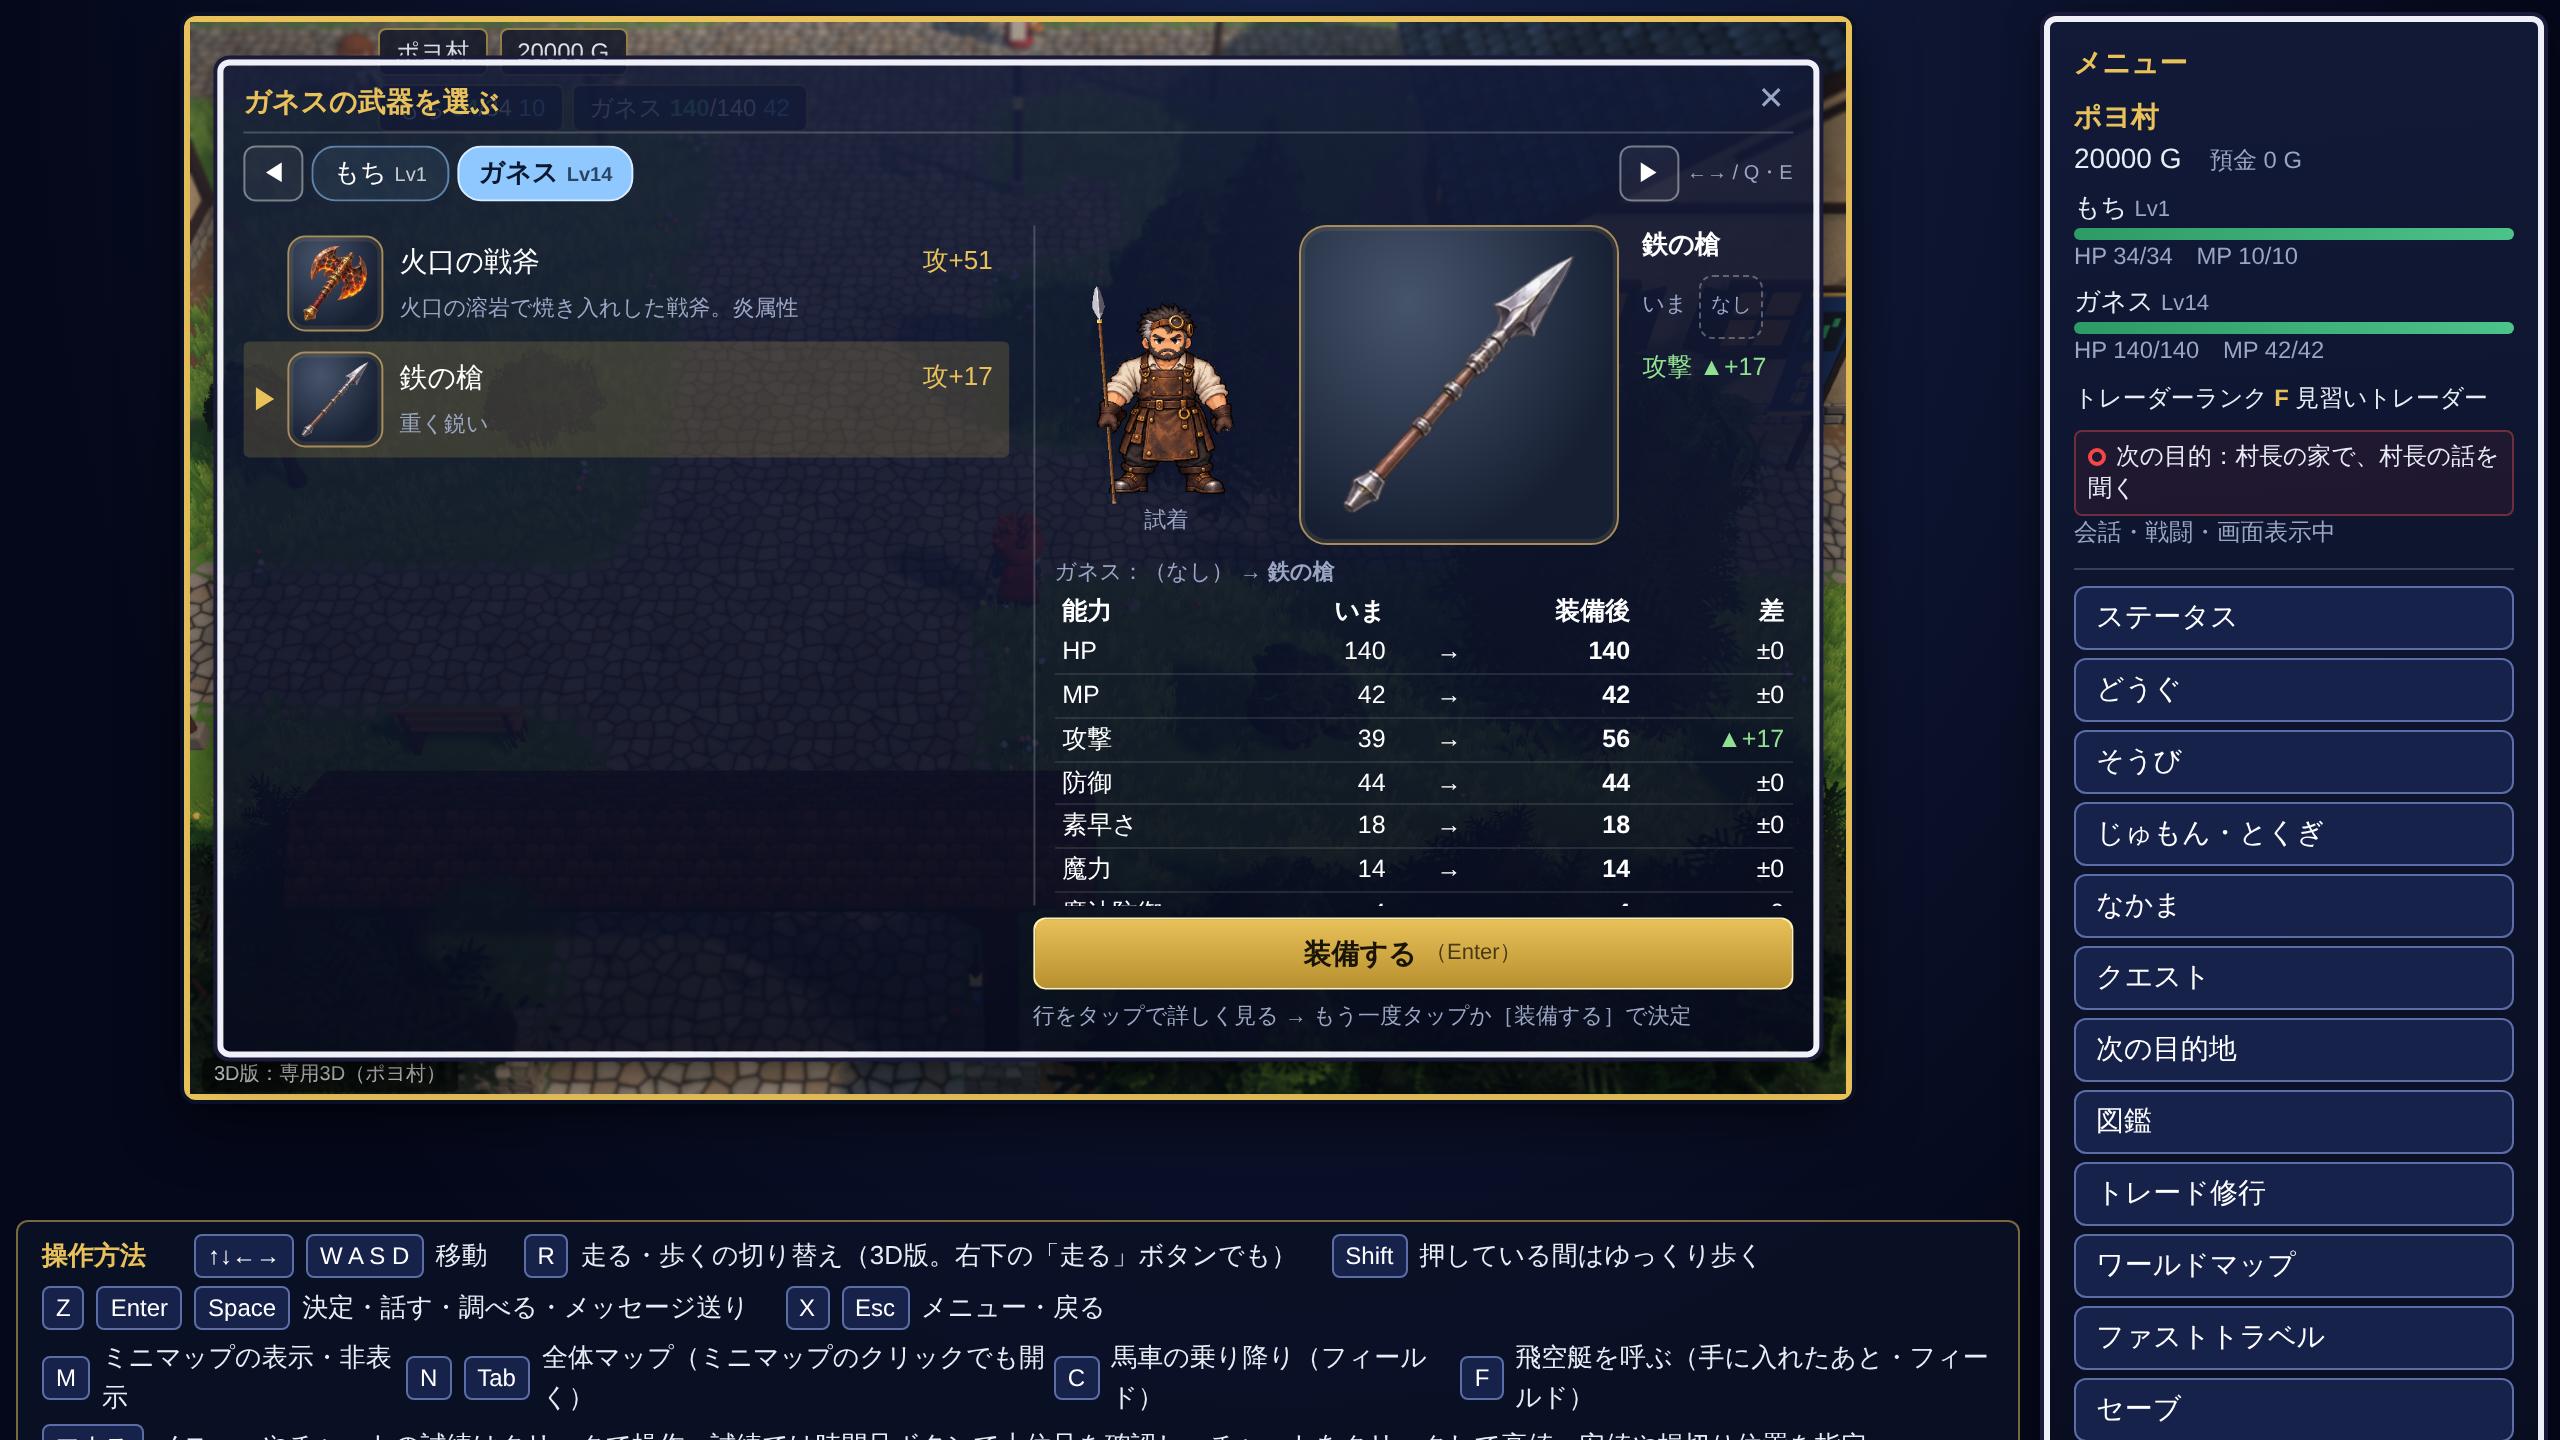 ポヨ村 20000 G
ガネスの武器を選ぶ
ガネス 140/140 42
×
◀ もち Lv1 ガネス Lv14 ▶ ←→ / Q・E
火口の戦斧 攻+51
火口の溶岩で焼き入れした戦斧。炎属性
▶ 鉄の槍 攻+17
重く鋭い
試着
鉄の槍
いま なし
攻撃 ▲+17
ガネス：（なし） → 鉄の槍
能力 いま 装備後 差
HP 140 → 140 ±0
MP 42 → 42 ±0
攻撃 39 → 56 ▲+17
防御 44 → 44 ±0
素早さ 18 → 18 ±0
魔力 14 → 14 ±0
装備する （Enter）
行をタップで詳しく見る → もう一度タップか［装備する］で決定
3D版：専用3D（ポヨ村）
メニュー
ポヨ村
20000 G 預金 0 G
もち Lv1
HP 34/34 MP 10/10
ガネス Lv14
HP 140/140 MP 42/42
トレーダーランク F 見習いトレーダー
次の目的：村長の家で、村長の話を
聞く
会話・戦闘・画面表示中
ステータス
どうぐ
そうび
じゅもん・とくぎ
なかま
クエスト
次の目的地
図鑑
トレード修行
ワールドマップ
ファストトラベル
セーブ
操作方法 ↑↓←→ W A S D 移動 R 走る・歩くの切り替え（3D版。右下の「走る」ボタンでも） Shift 押している間はゆっくり歩く
Z Enter Space 決定・話す・調べる・メッセージ送り X Esc メニュー・戻る
M ミニマップの表示・非表
示
N Tab 全体マップ（ミニマップのクリックでも開
く）
C 馬車の乗り降り（フィール
ド）
F 飛空艇を呼ぶ（手に入れたあと・フィー
ルド）